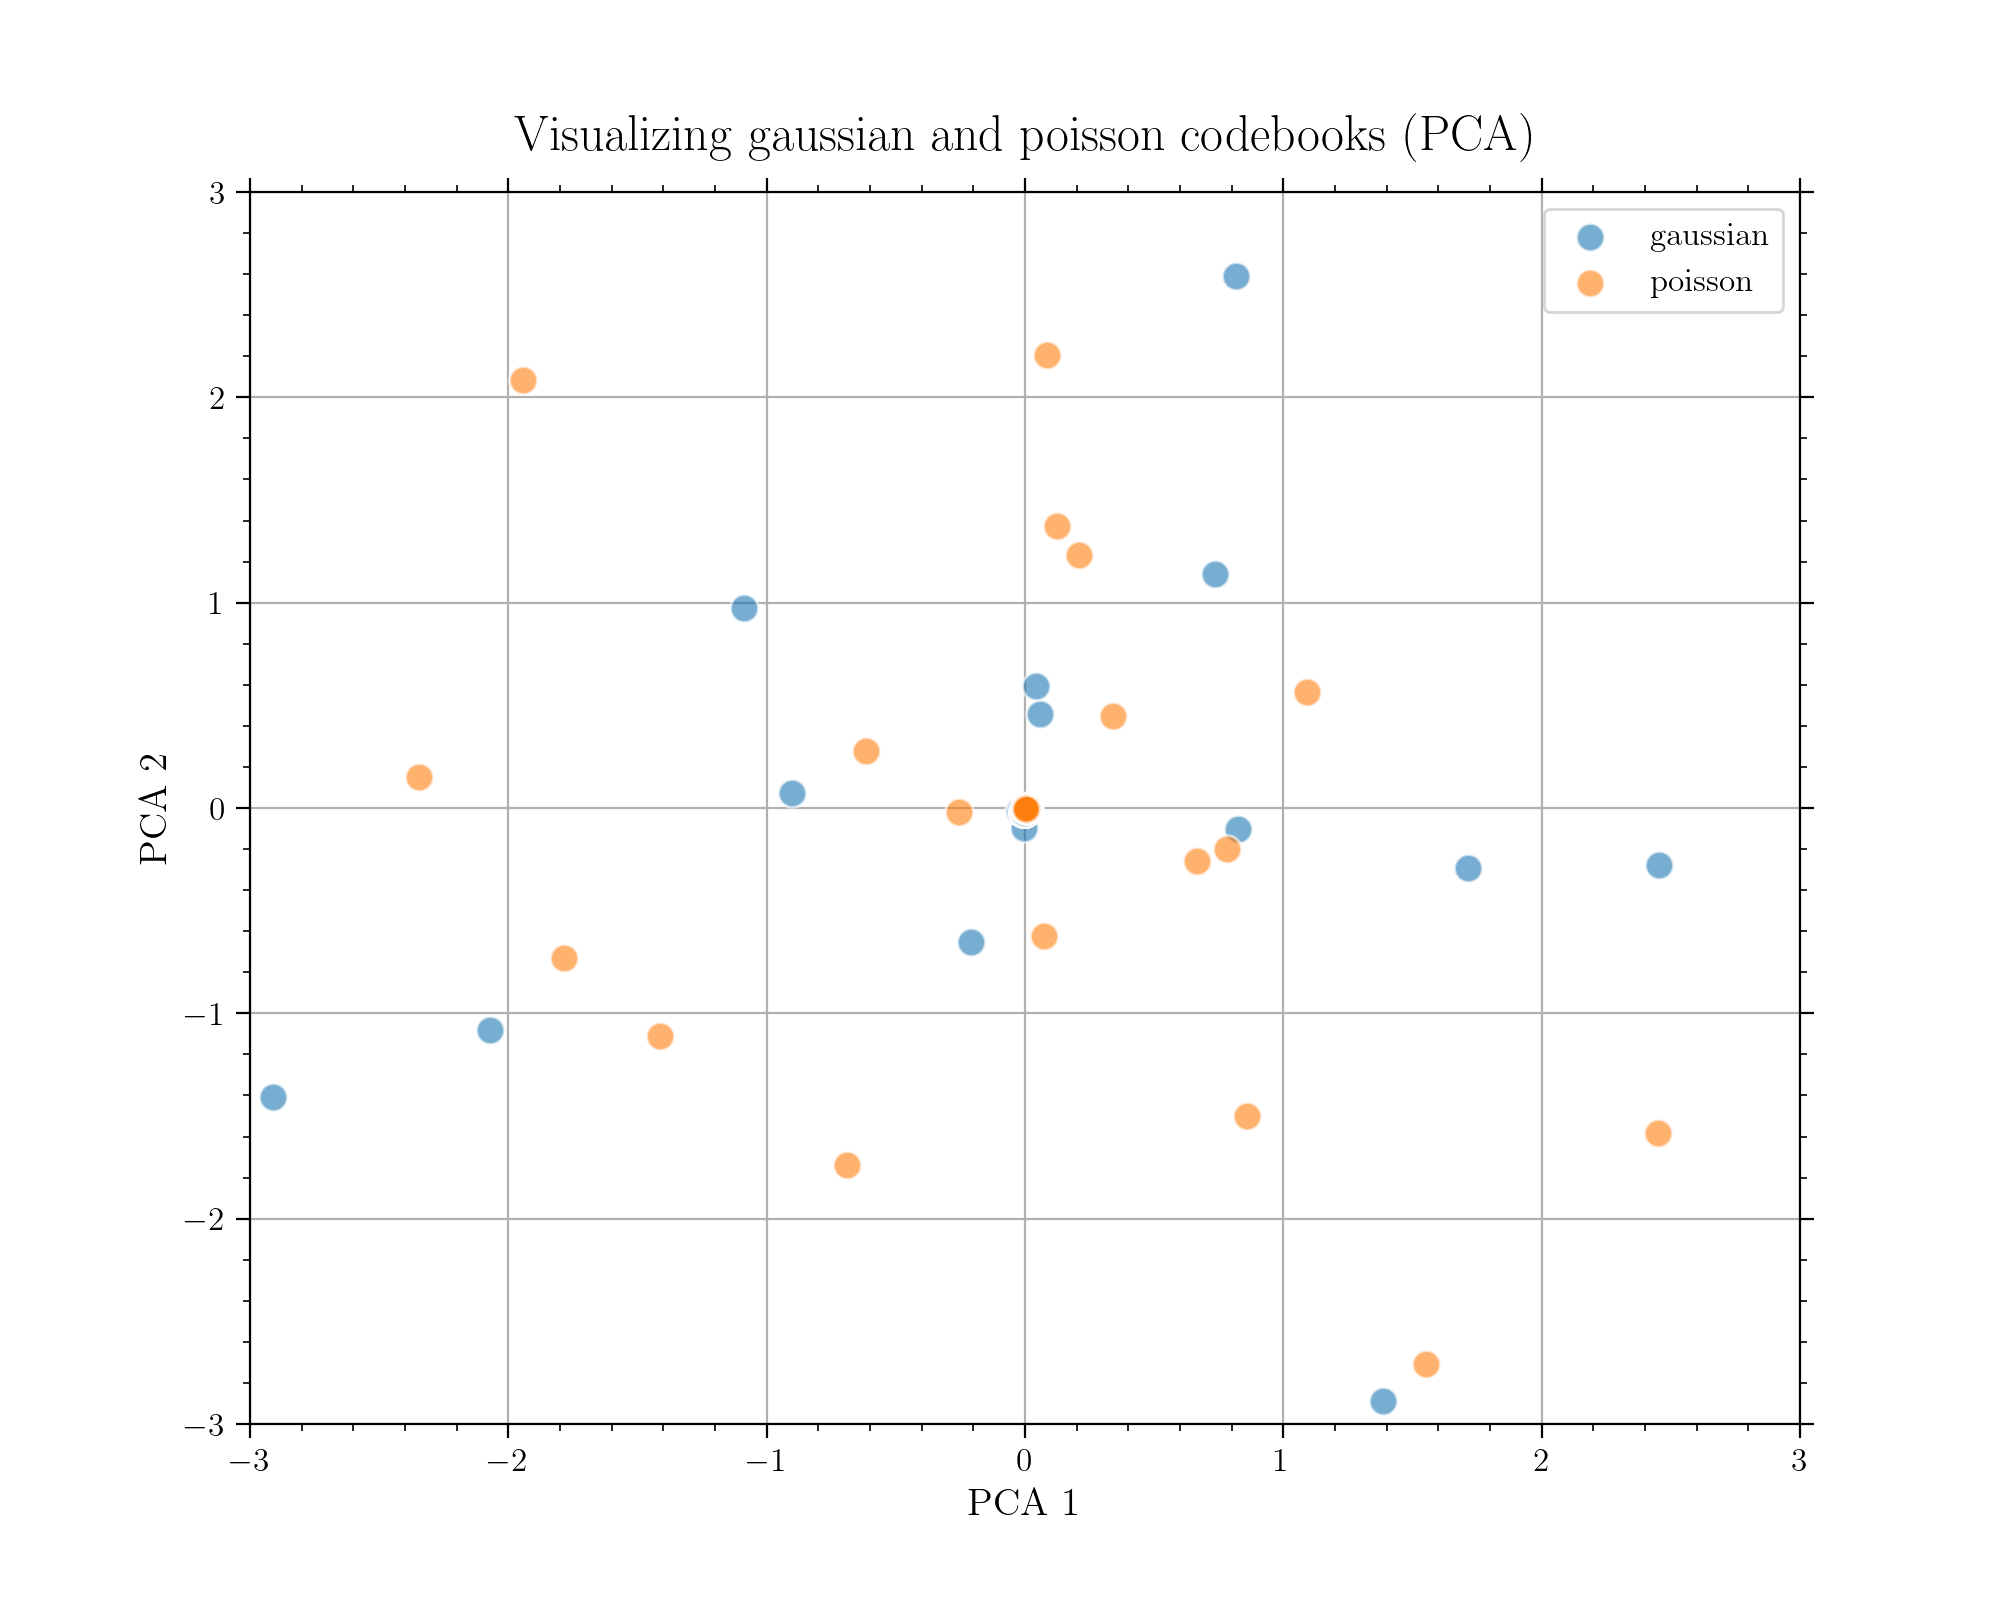 Visualizing gaussian and poisson codebooks (PCA)
gaussian
poisson
3
2
1
0
−1
−2
−3
PCA 2
−3
−2
−1
0
1
2
3
PCA 1